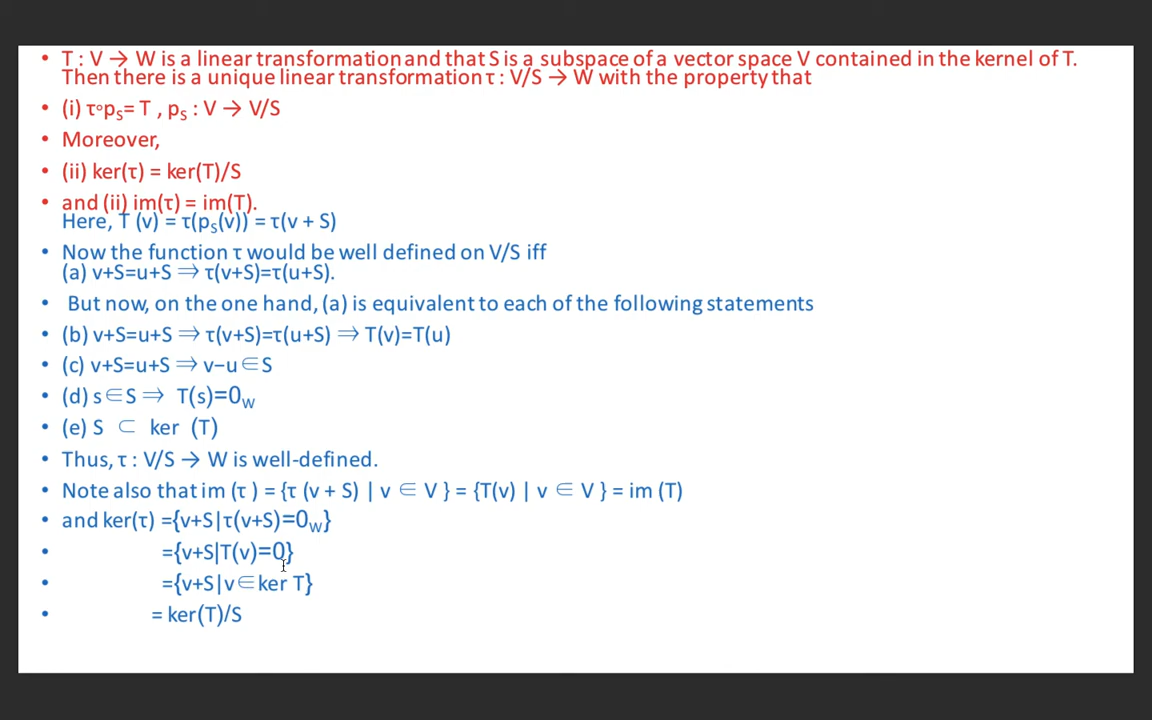 • T : V → W is a linear transformation and that S is a subspace of a vector space V contained in the kernel of T.
Then there is a unique linear transformation τ : V/S → W with the property that
• (i) τ∘pₛ= T , pₛ : V → V/S
• Moreover,
• (ii) ker(τ) = ker(T)/S
• and (ii) im(τ) = im(T).
Here, T (v) = τ(pₛ(v)) = τ(v + S)
• Now the function τ would be well defined on V/S iff
(a) v+S=u+S ⟹ τ(v+S)=τ(u+S).
• But now, on the one hand, (a) is equivalent to each of the following statements
• (b) v+S=u+S ⟹ τ(v+S)=τ(u+S) ⟹ T(v)=T(u)
• (c) v+S=u+S ⟹ v−u∈S
• (d) s∈S ⟹ T(s)=0w
• (e) S ⊂ ker (T)
• Thus, τ : V/S → W is well-defined.
• Note also that im (τ ) = {τ (v + S) | v ∈ V } = {T(v) | v ∈ V } = im (T)
• and ker(τ) ={v+S|τ(v+S)=0w}
• ={v+S|T(v)=0}
• ={v+S|v∈ker T}
• = ker(T)/S